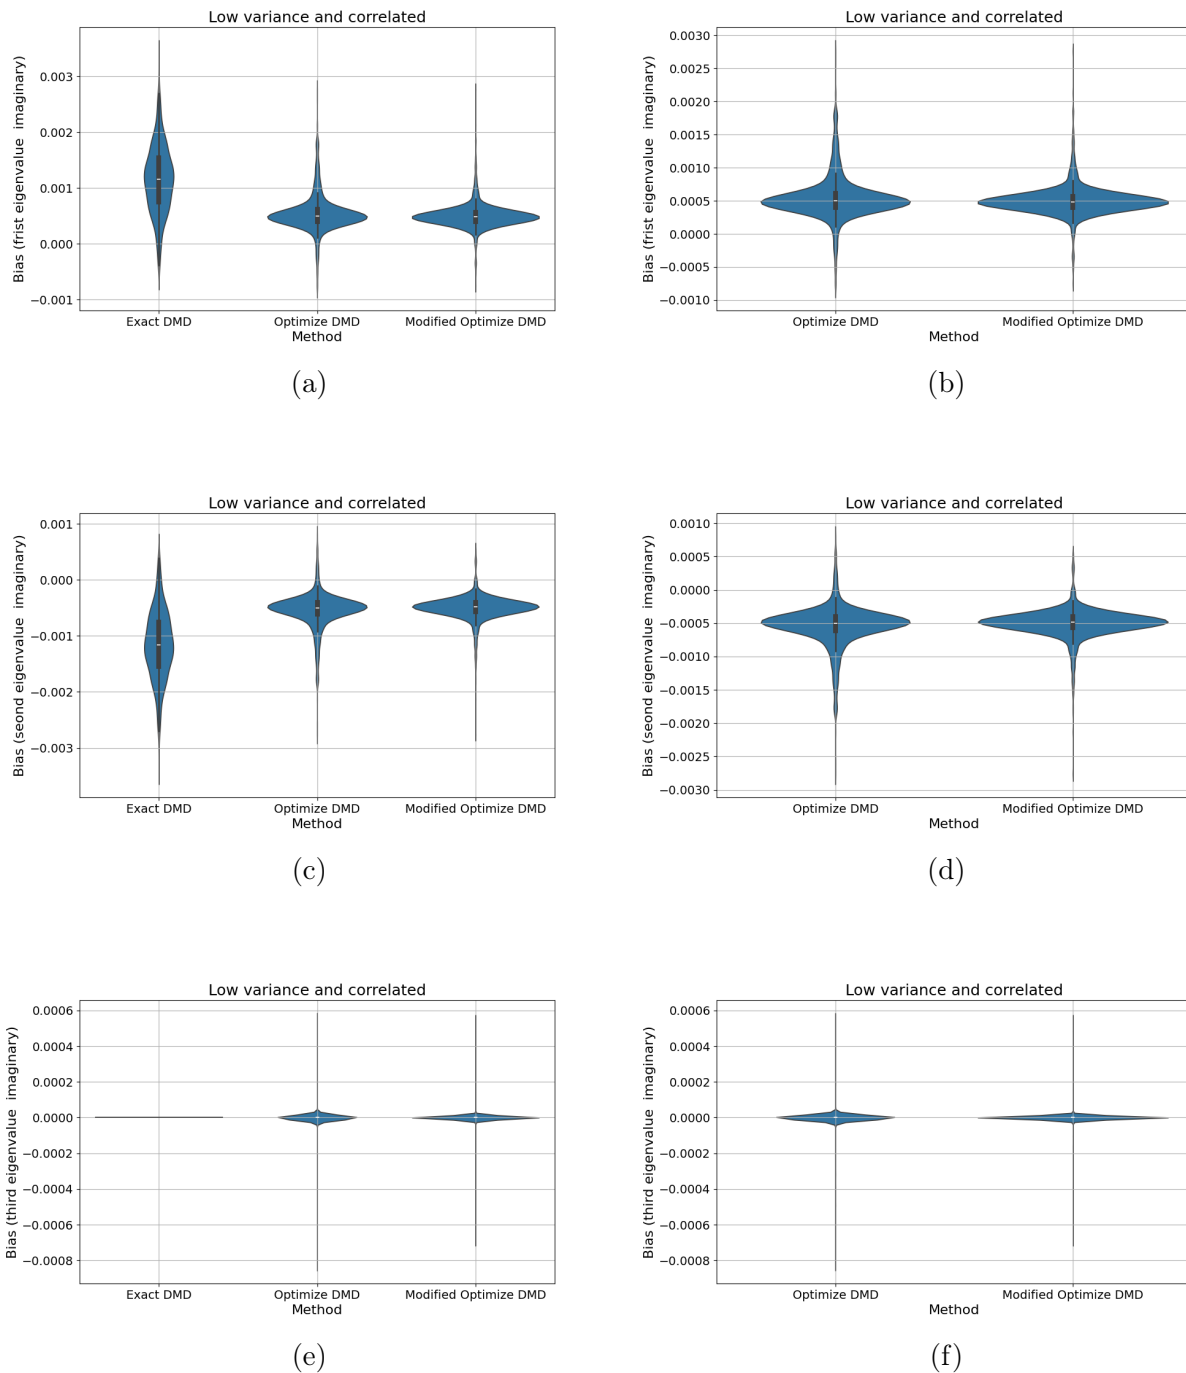 Low variance and correlated
Bias (frist eigenvalue  imaginary)
0.003
0.002
0.001
0.000
−0.001
Exact DMD
Optimize DMD
Modified Optimize DMD
Method
(a)
Low variance and correlated
Bias (frist eigenvalue  imaginary)
0.0030
0.0025
0.0020
0.0015
0.0010
0.0005
0.0000
−0.0005
−0.0010
Optimize DMD
Modified Optimize DMD
Method
(b)
Low variance and correlated
Bias (seond eigenvalue  imaginary)
0.001
0.000
−0.001
−0.002
−0.003
Exact DMD
Optimize DMD
Modified Optimize DMD
Method
(c)
Low variance and correlated
Bias (seond eigenvalue  imaginary)
0.0010
0.0005
0.0000
−0.0005
−0.0010
−0.0015
−0.0020
−0.0025
−0.0030
Optimize DMD
Modified Optimize DMD
Method
(d)
Low variance and correlated
Bias (third eigenvalue  imaginary)
0.0006
0.0004
0.0002
0.0000
−0.0002
−0.0004
−0.0006
−0.0008
Exact DMD
Optimize DMD
Modified Optimize DMD
Method
(e)
Low variance and correlated
Bias (third eigenvalue  imaginary)
0.0006
0.0004
0.0002
0.0000
−0.0002
−0.0004
−0.0006
−0.0008
Optimize DMD
Modified Optimize DMD
Method
(f)